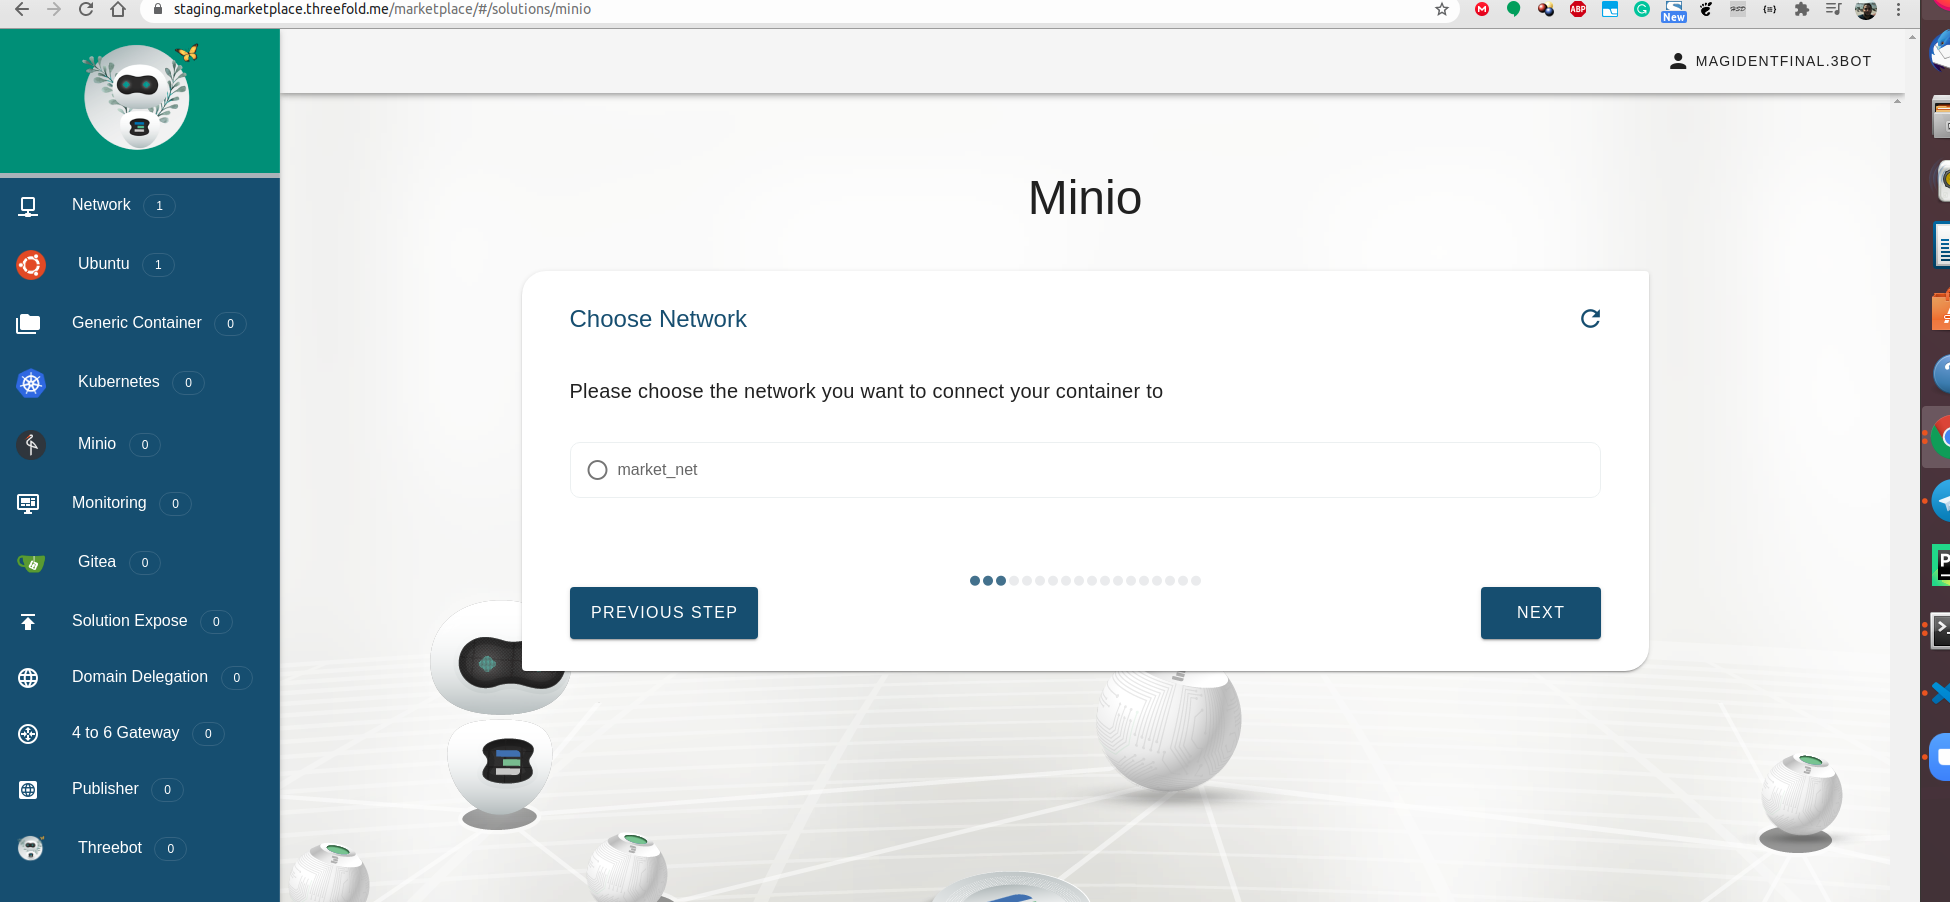 staging.marketplace.threefold.me/marketplace/#/solutions/minio
ABP
New
MAGIDENTFINAL.3BOT
Network 1
Ubuntu 1
Generic Container 0
Kubernetes 0
Minio 0
Monitoring 0
Gitea 0
Solution Expose 0
Domain Delegation 0
4 to 6 Gateway 0
Publisher 0
Threebot 0
Minio
Choose Network
Please choose the network you want to connect your container to
market_net
PREVIOUS STEP
NEXT